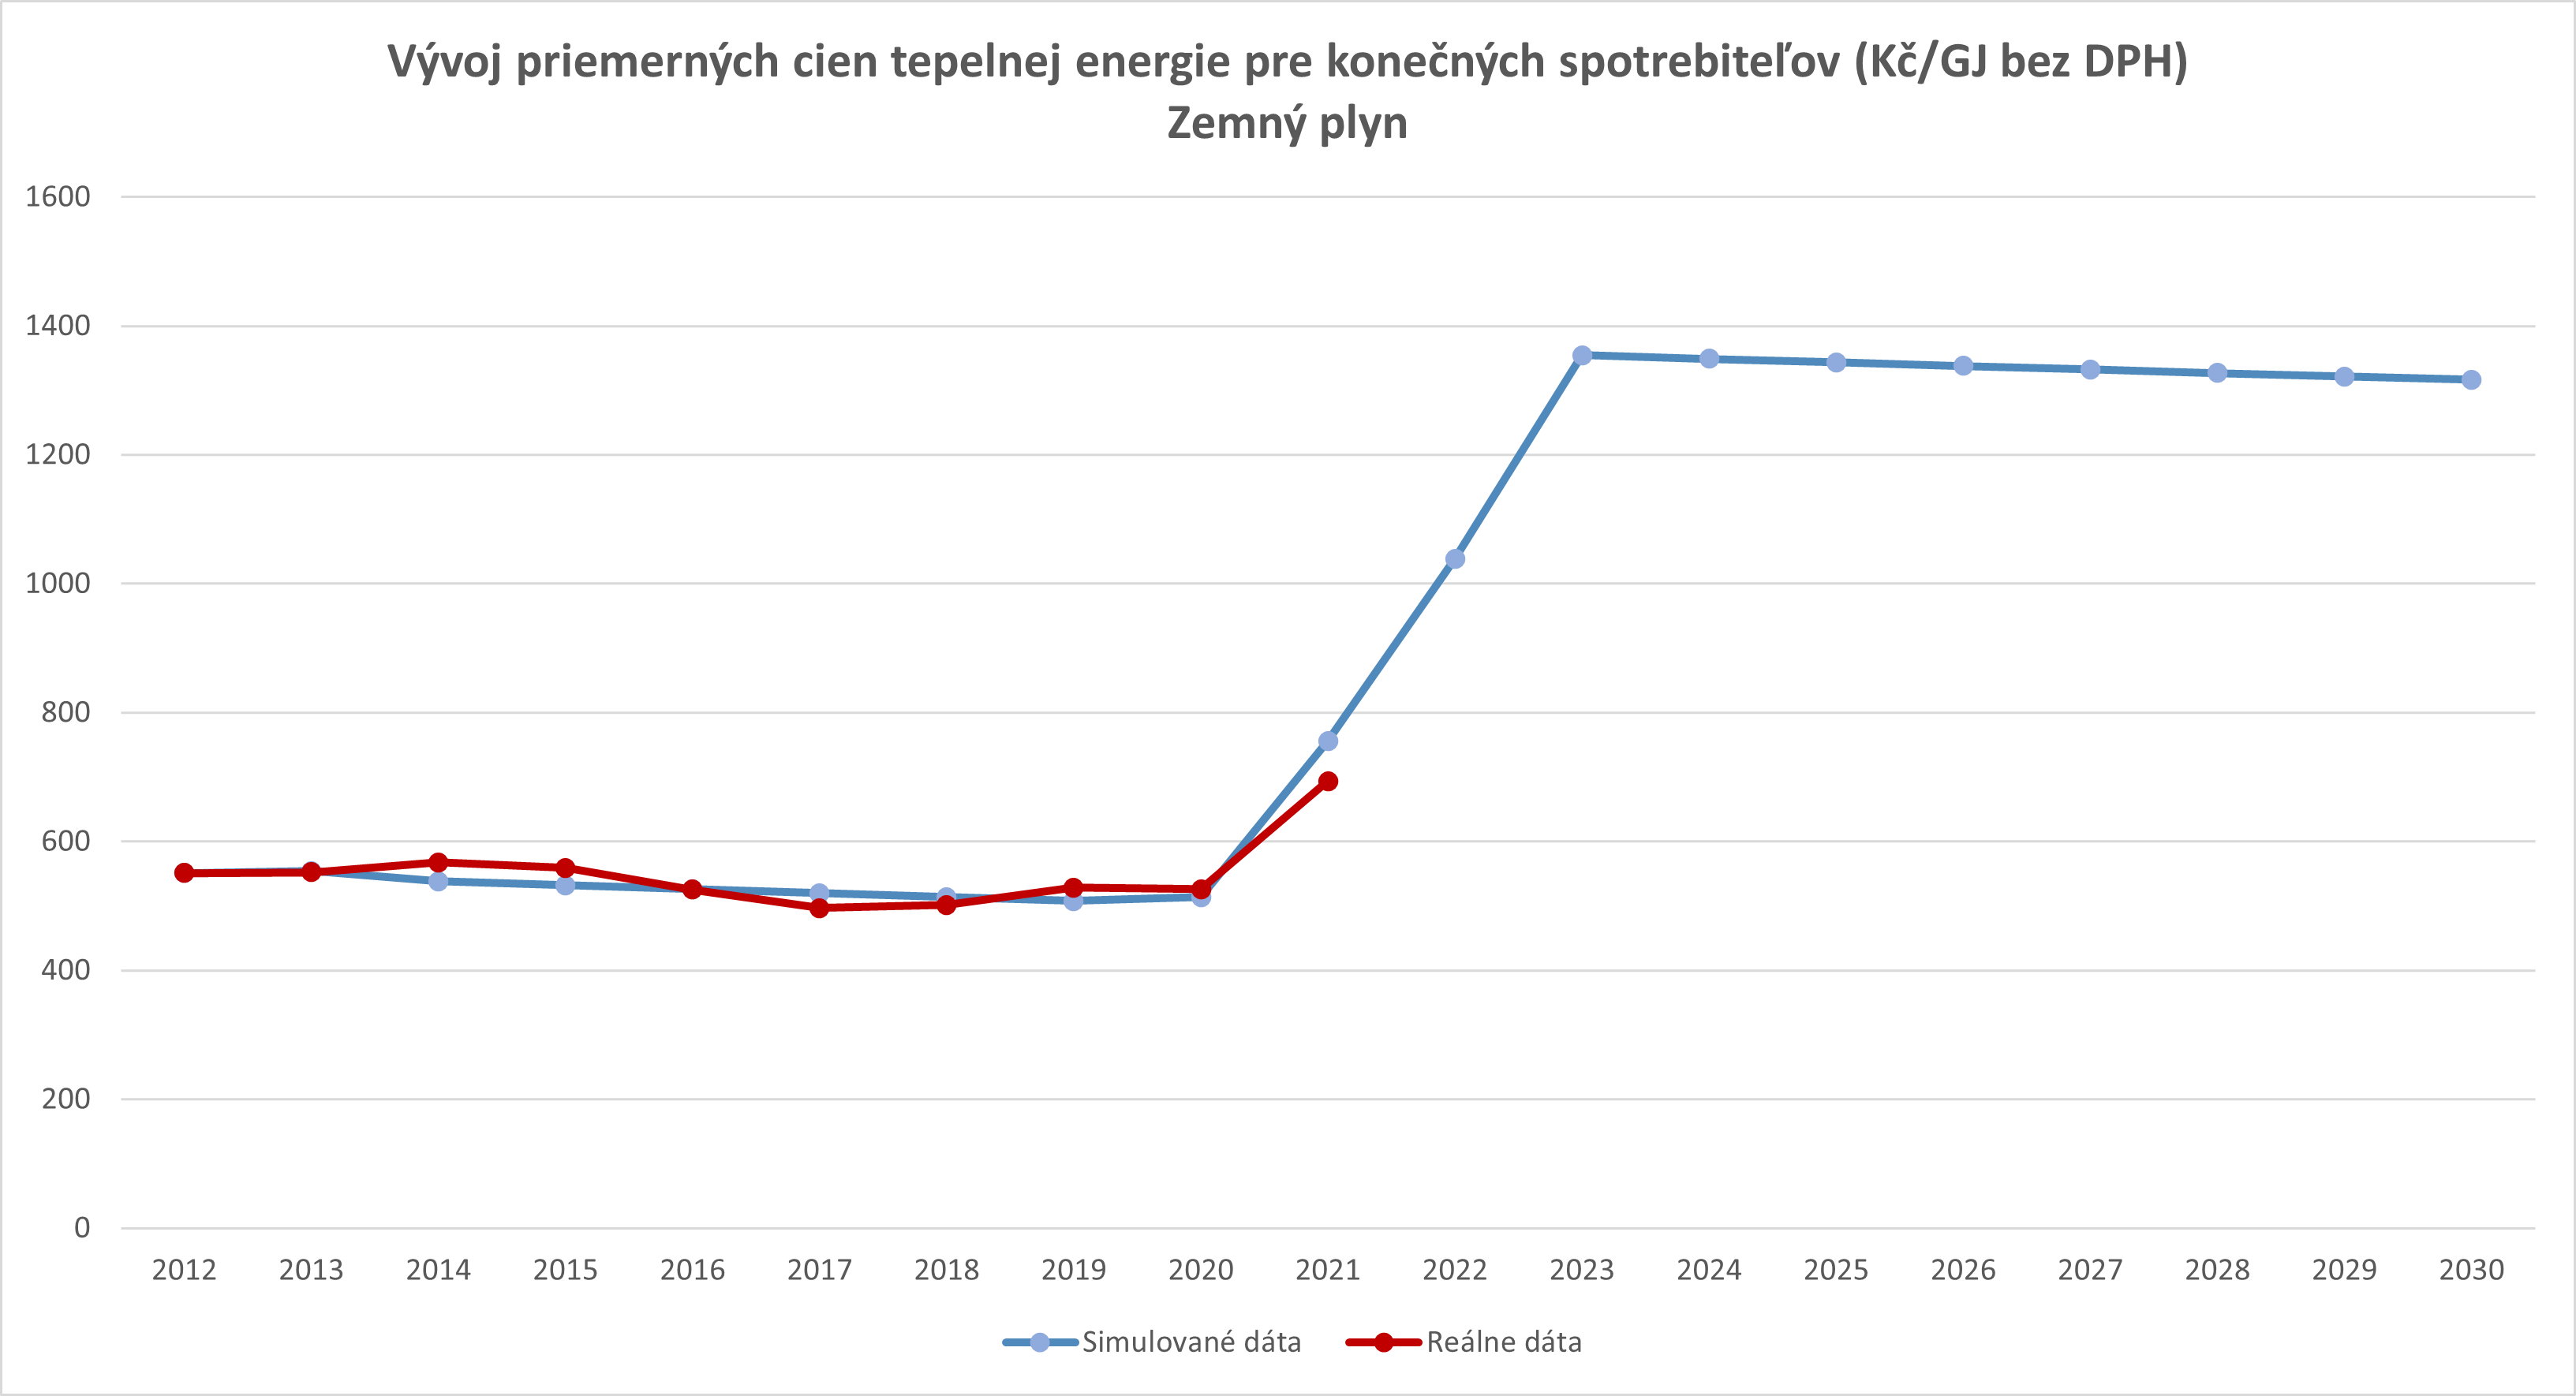 Vývoj priemerných cien tepelnej energie pre konečných spotrebiteľov (Kč/GJ bez DPH)
Zemný plyn
1600
1400
1200
1000
800
600
400
200
0
2012 2013 2014 2015 2016 2017 2018 2019 2020 2021 2022 2023 2024 2025 2026 2027 2028 2029 2030
Simulované dáta Reálne dáta